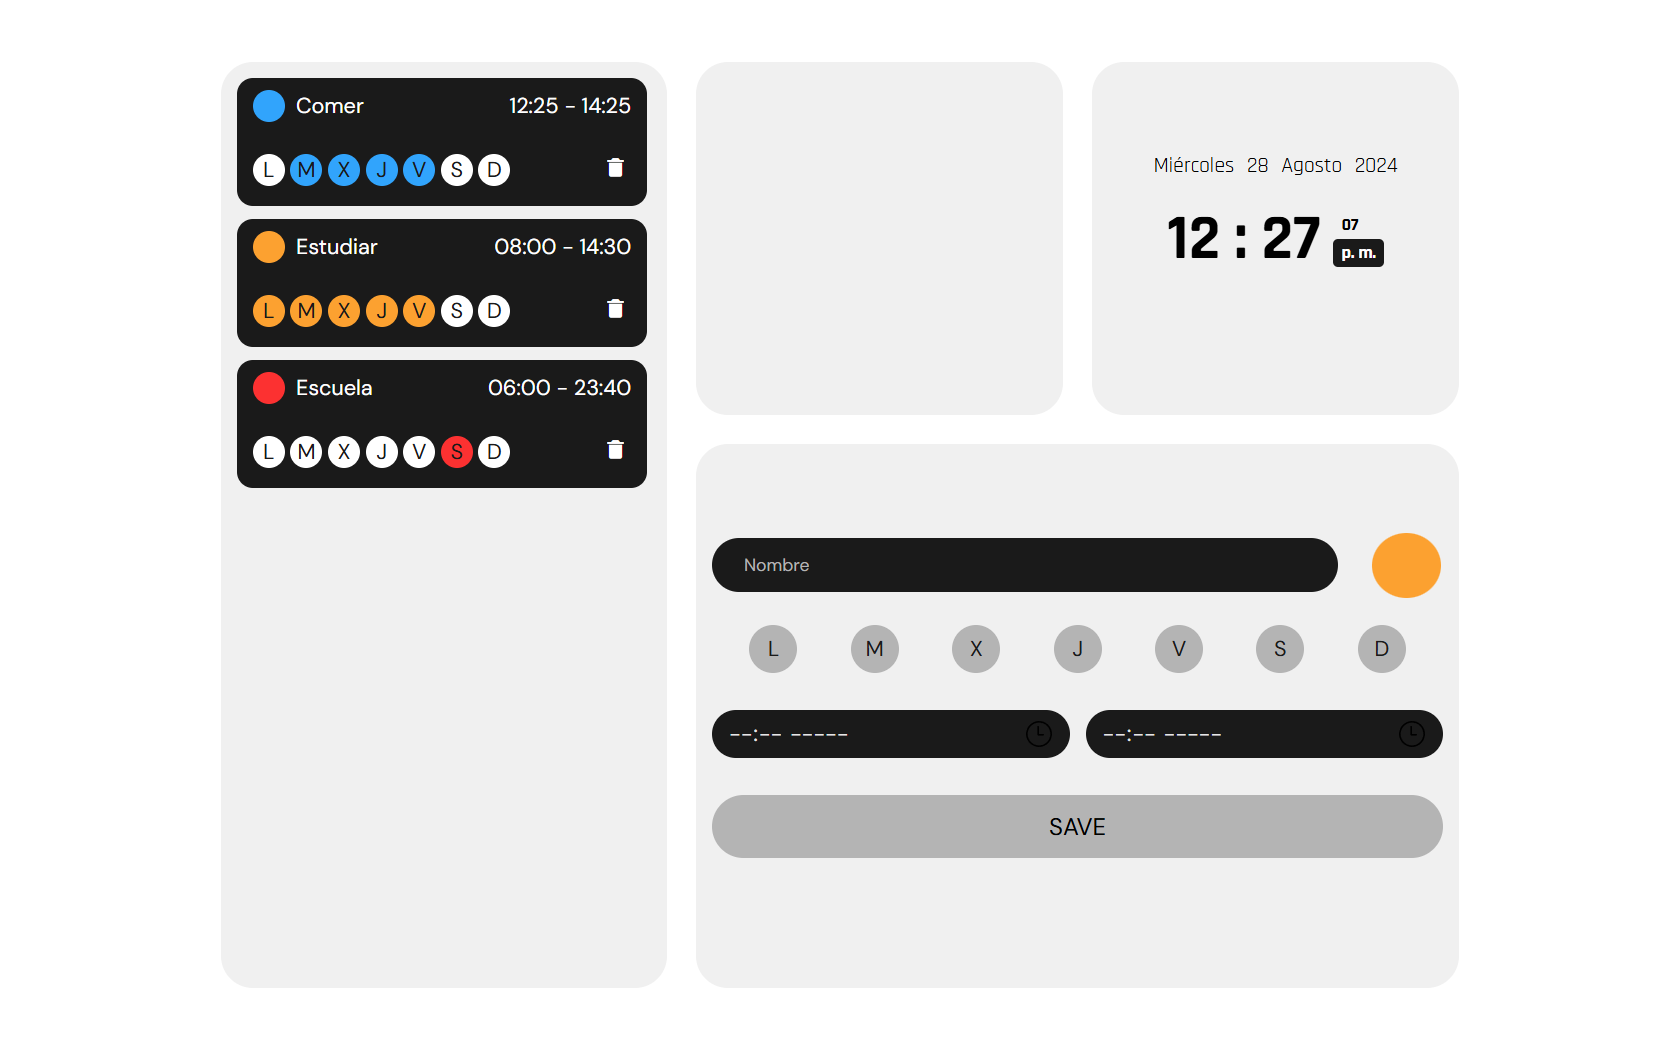 Comer 12:25 - 14:25
L M X J V S D
Estudiar 08:00 - 14:30
L M X J V S D
Escuela 06:00 - 23:40
L M X J V S D
Miércoles 28 Agosto 2024
12 : 27 07
p. m.
Nombre
L M X J V S D
--:-- ----- --:-- -----
SAVE